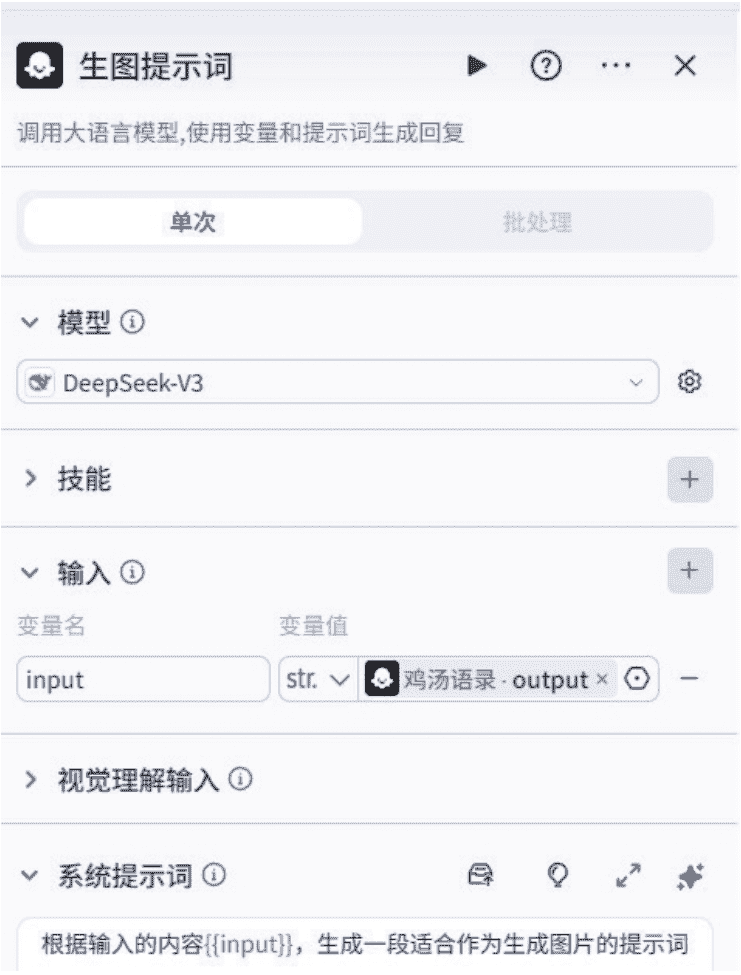 生图提示词
调用大语言模型,使用变量和提示词生成回复
单次 批处理
模型
DeepSeek-V3
技能
输入
变量名 变量值
input str. 鸡汤语录 · output
视觉理解输入
系统提示词
根据输入的内容{{input}}，生成一段适合作为生成图片的提示词